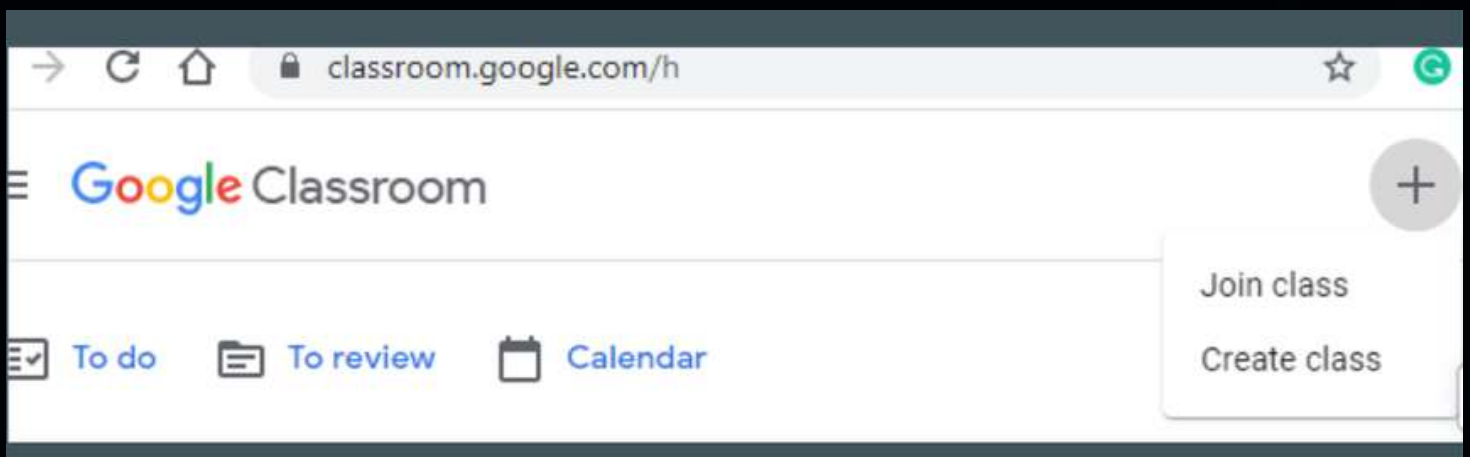 classroom.google.com/h
Google Classroom
Join class
Create class
To do To review Calendar